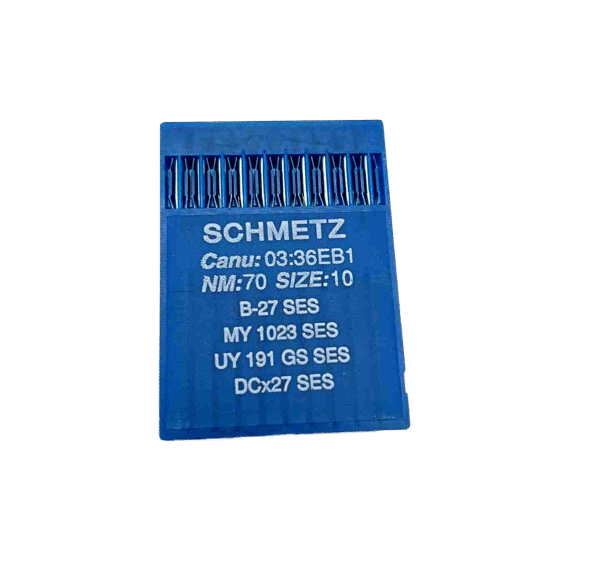 SCHMETZ
Canu: 03:36EB1
NM:70 SIZE:10
B-27 SES
MY 1023 SES
UY 191 GS SES
DCx27 SES